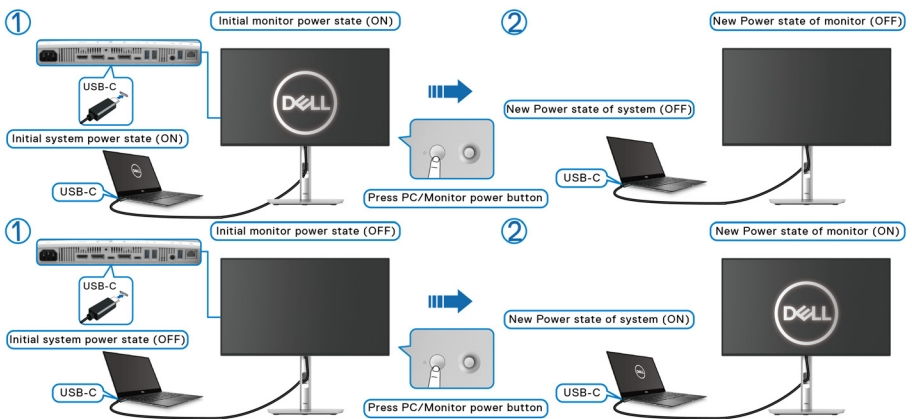 ①
Initial monitor power state (ON)
USB-C
Initial system power state (ON)
DELL
DELL
USB-C
Press PC/Monitor power button
②
New Power state of monitor (OFF)
New Power state of system (OFF)
USB-C
①
Initial monitor power state (OFF)
USB-C
Initial system power state (OFF)
USB-C
Press PC/Monitor power button
②
New Power state of monitor (ON)
New Power state of system (ON)
DELL
DELL
USB-C